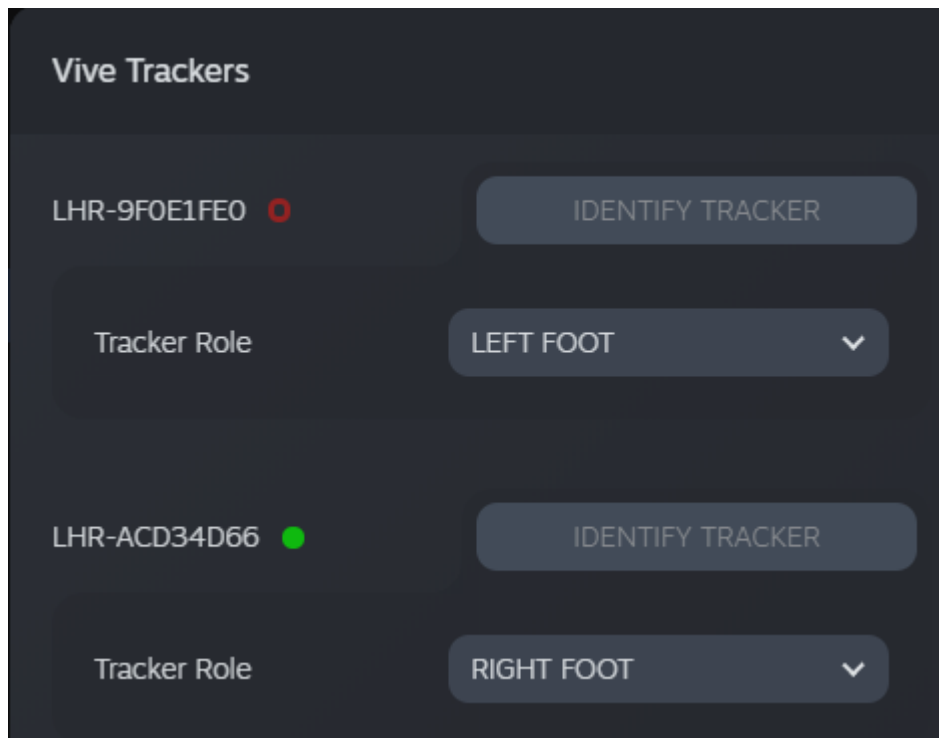 Vive Trackers
LHR-9F0E1FE0
IDENTIFY TRACKER
Tracker Role
LEFT FOOT
LHR-ACD34D66
IDENTIFY TRACKER
Tracker Role
RIGHT FOOT